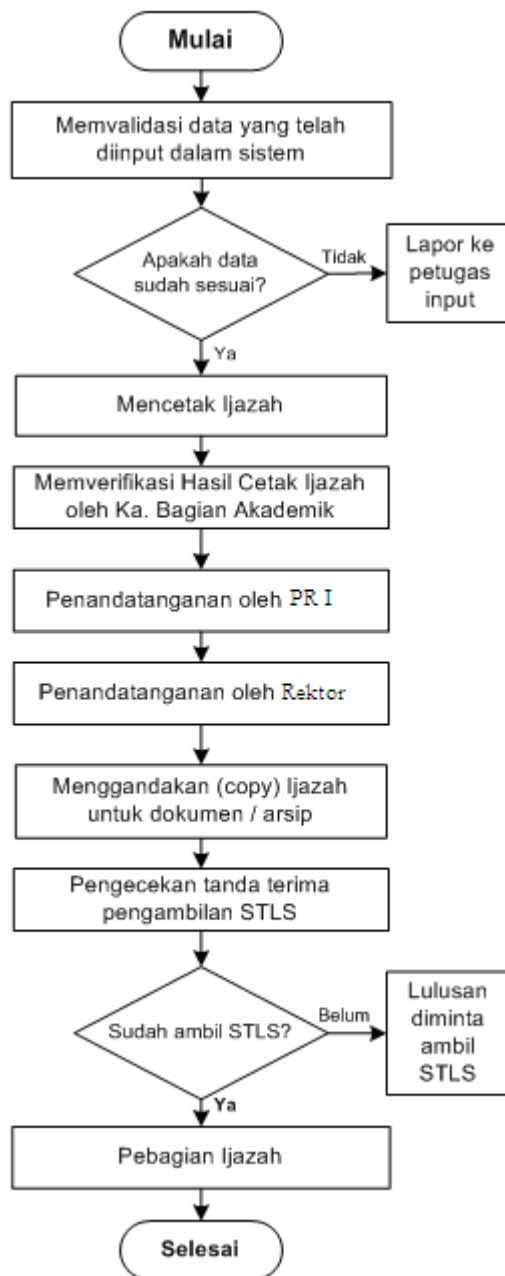 Mulai
Memvalidasi data yang telah
diinput dalam sistem
Apakah data
sudah sesuai?
Tidak
Lapor ke
petugas
input
Ya
Mencetak Ijazah
Memverifikasi Hasil Cetak Ijazah
oleh Ka. Bagian Akademik
Penandatanganan oleh PR I
Penandatanganan oleh Rektor
Menggandakan (copy) Ijazah
untuk dokumen / arsip
Pengecekan tanda terima
pengambilan STLS
Sudah ambil STLS?
Belum
Lulusan
diminta
ambil
STLS
Ya
Pebagian Ijazah
Selesai